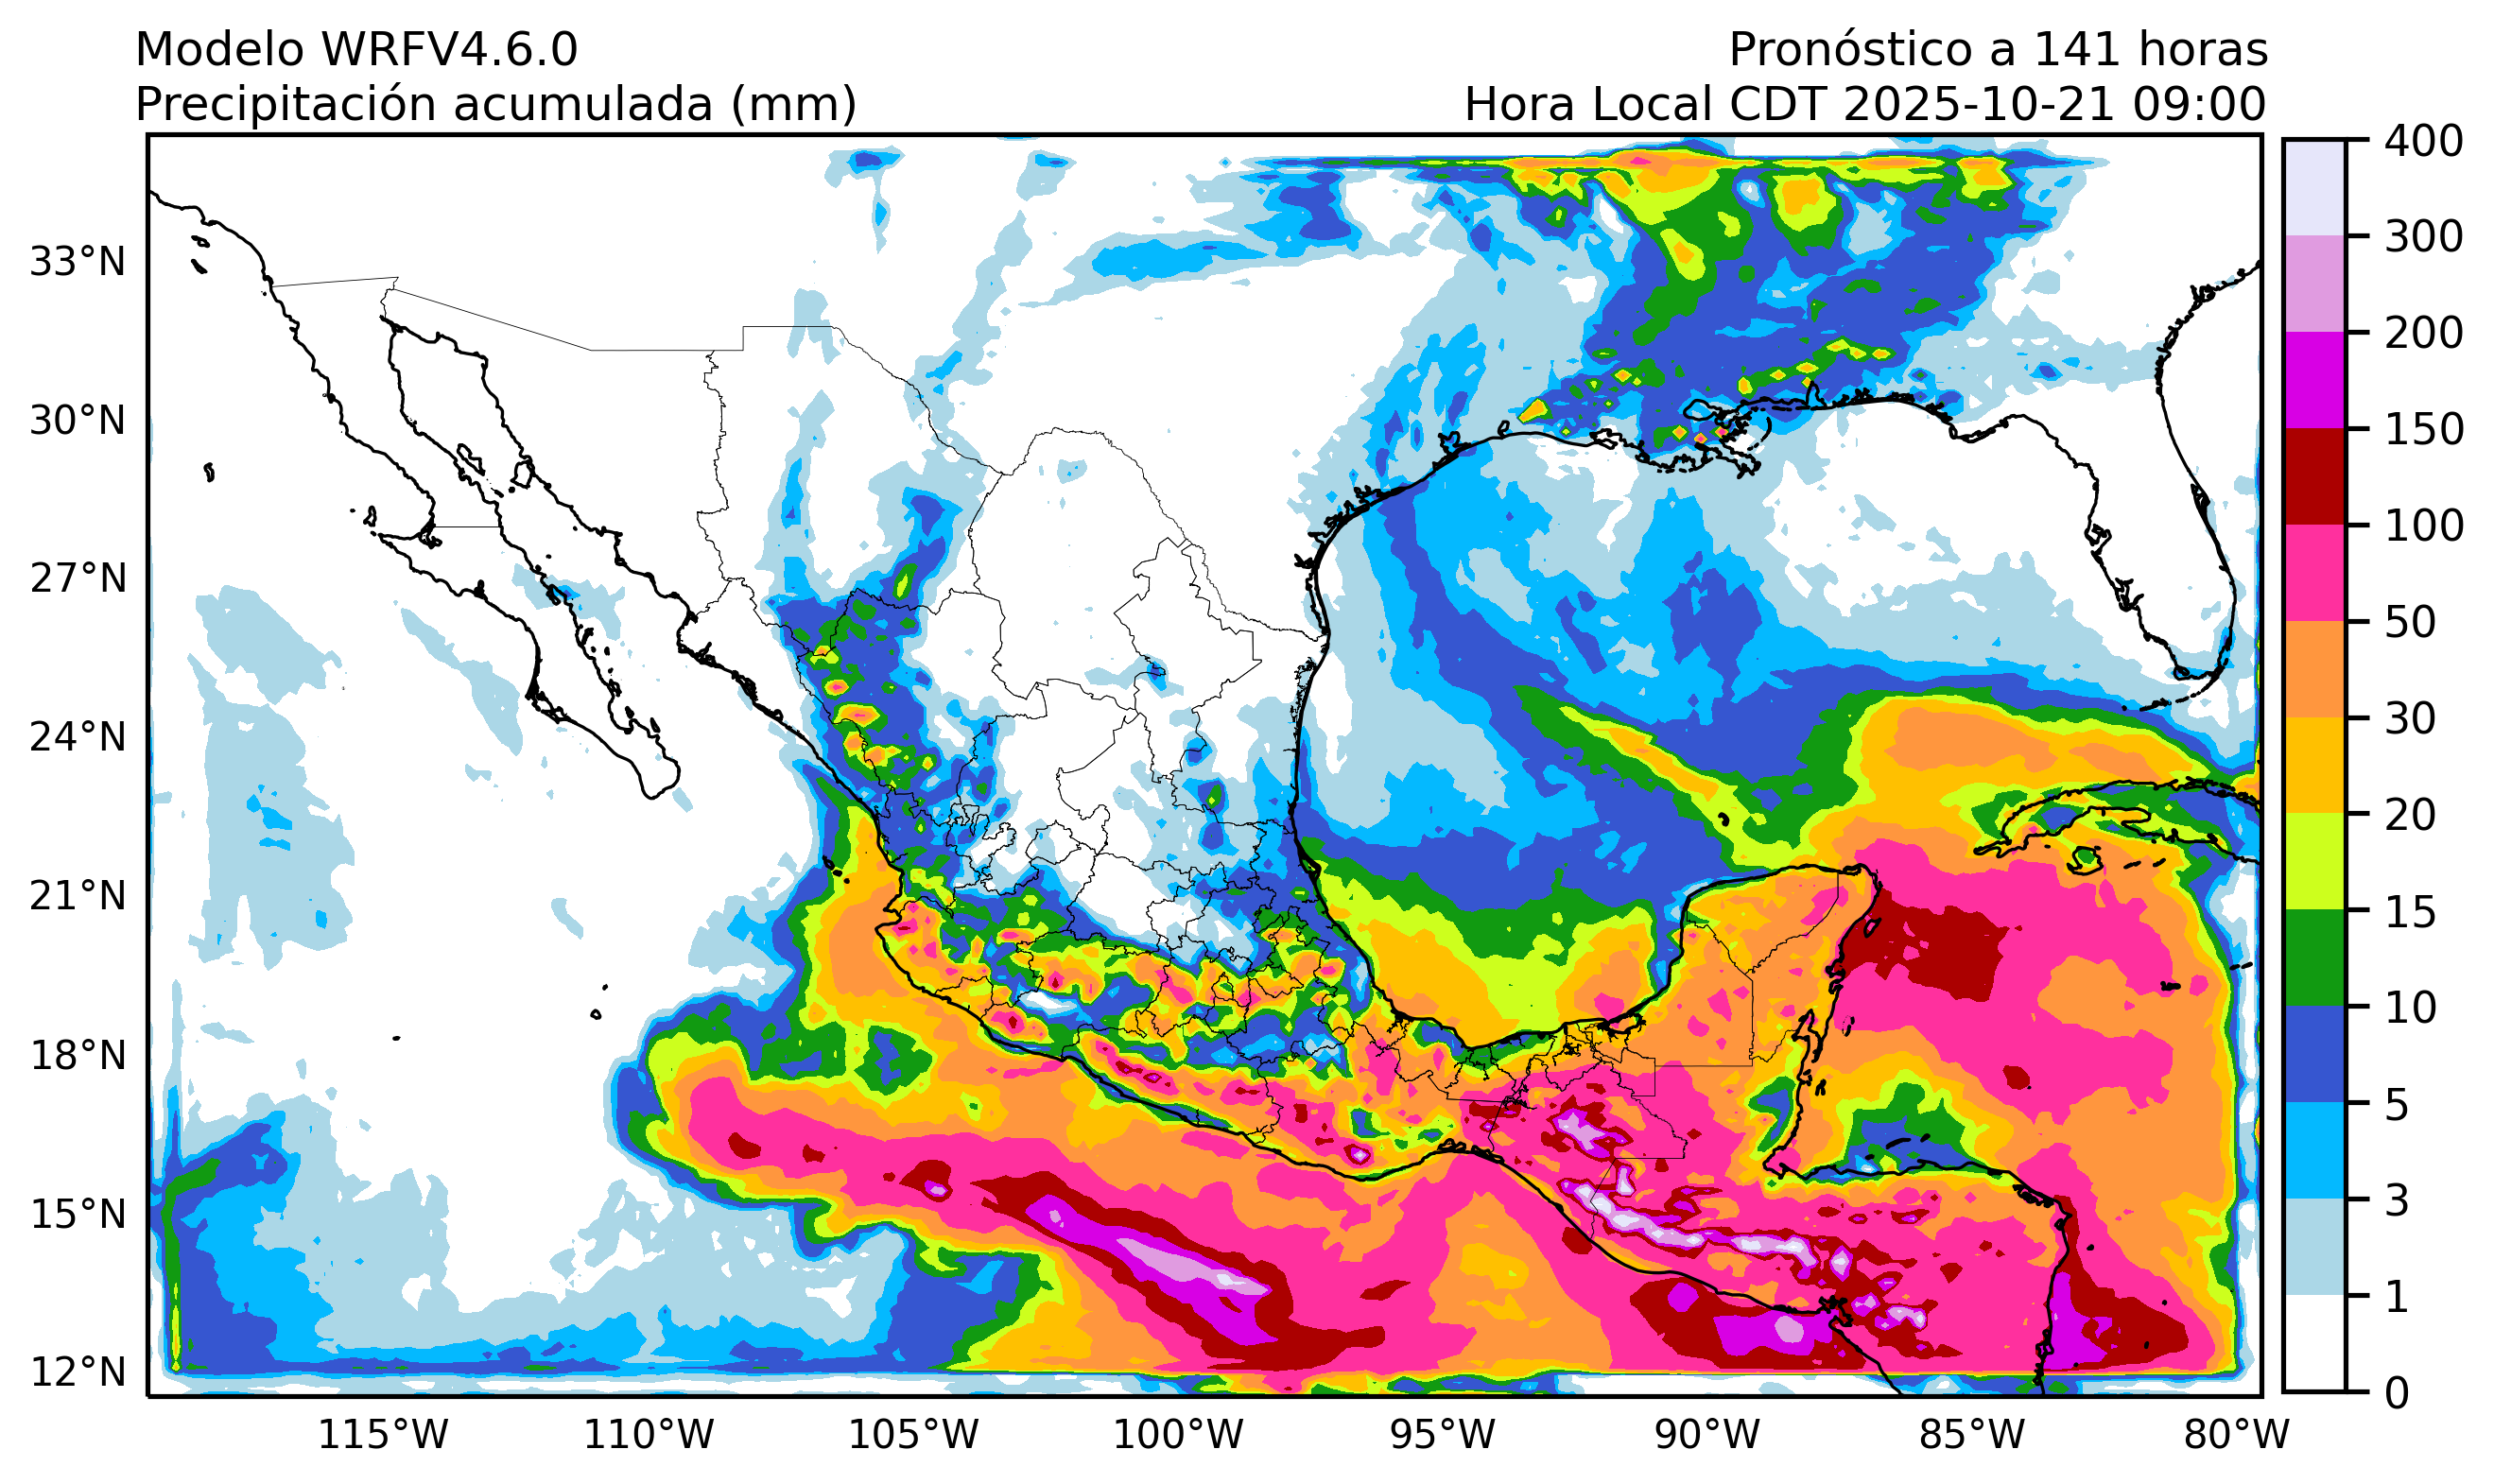 Modelo WRFV4.6.0
Pronóstico a 141 horas
Precipitación acumulada (mm)
Hora Local CDT 2025-10-21 09:00
33°N
30°N
27°N
24°N
21°N
18°N
15°N
12°N
115°W
110°W
105°W
100°W
95°W
90°W
85°W
80°W
400
300
200
150
100
50
30
20
15
10
5
3
1
0